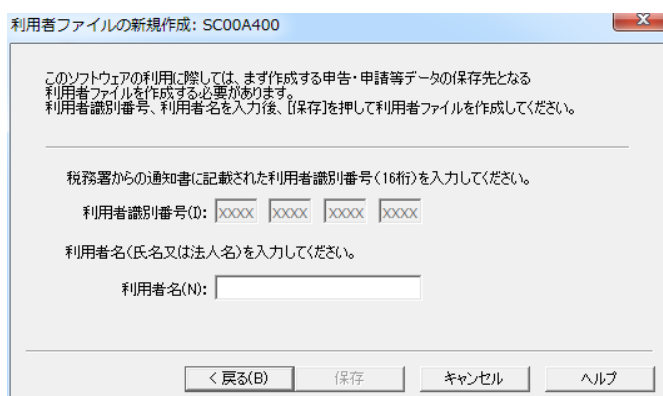 利用者ファイルの新規作成: SC00A400
このソフトウェアの利用に際しては、まず作成する申告・申請等データの保存先となる
利用者ファイルを作成する必要があります。
利用者識別番号、利用者名を入力後、[保存]を押して利用者ファイルを作成してください。
税務署からの通知書に記載された利用者識別番号(16桁)を入力してください。
利用者識別番号(I): xxxx xxxx xxxx xxxx
利用者名(氏名又は法人名)を入力してください。
利用者名(N):
< 戻る(B) 保存 キャンセル ヘルプ